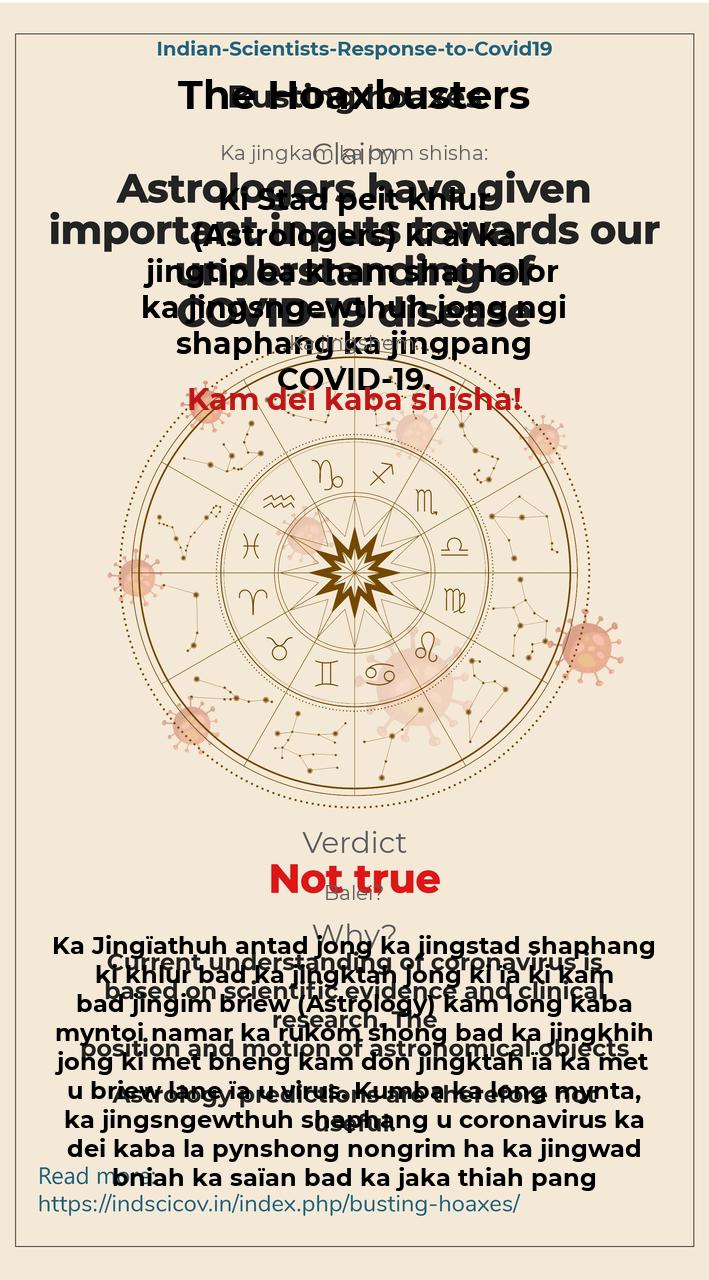 Indian-Scientists-Response-to-Covid19
The Hoaxbusters
Busting hoaxes
Ka jingkam ka bym shisha:
Claim
Astrologers have given
important inputs towards our
understanding of
COVID-19 disease
Ki Stad peit khlur
(Astrologers) ki ai ka
jingtip ba kham shai halor
ka jingsngewthuh jong ngi
shaphang ka jingpang
COVID-19.
Ka jingshem...
Kam dei kaba shisha!
Verdict
Not true
Balei?
Why?
Ka Jingïathuh antad jong ka jingstad shaphang
ki khlur bad ka jingktah jong ki ïa ki kam
bad jingim briew (Astrology) kam long kaba
myntoi namar ka rukom shong bad ka jingkhih
jong ki met bneng kam don jingktah ïa ka met
u briew lane ïa u virus. Kumba ka long mynta,
ka jingsngewthuh shaphang u coronavirus ka
dei kaba la pynshong nongrim ha ka jingwad
bniah ka saïan bad ka jaka thiah pang
Current understanding of coronavirus is
based on scientific evidence and clinical
research. The
position and motion of astronomical objects
Astrology predictions are therefore not
useful.
Read more:
https://indscicov.in/index.php/busting-hoaxes/